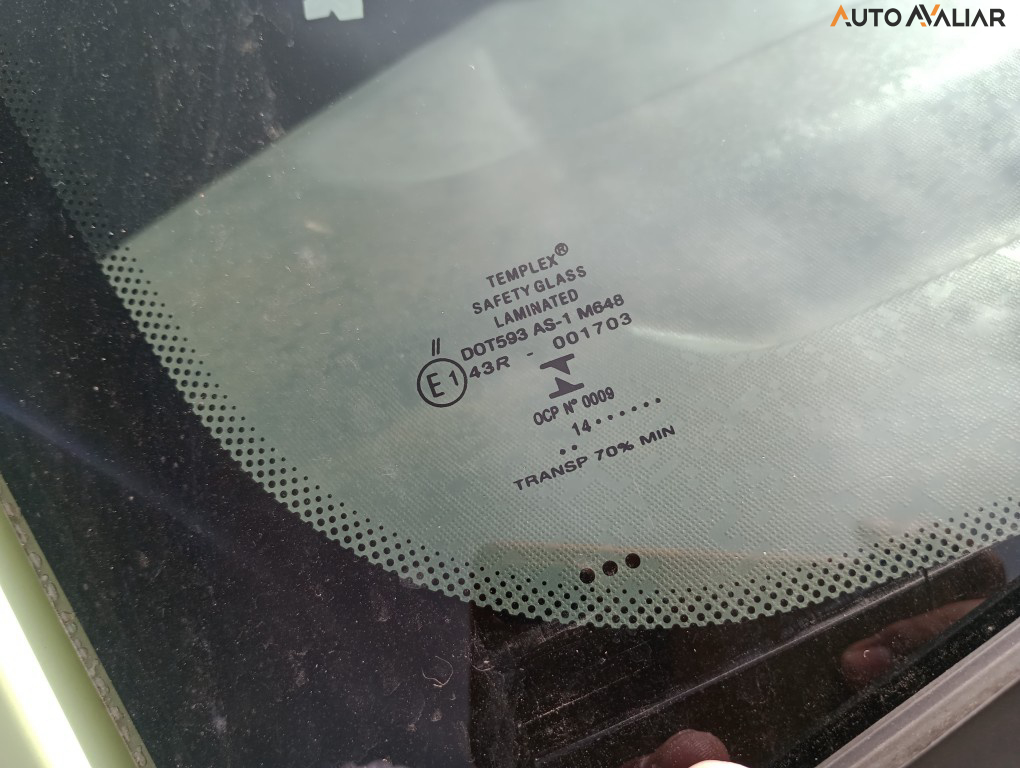 AUTO AVALIAR
TEMPLEX®
SAFETY GLASS
LAMINATED
DOT593 AS-1 M648
II
E1 43R - 001703
OCP Nº 0009
14
TRANSP 70% MIN